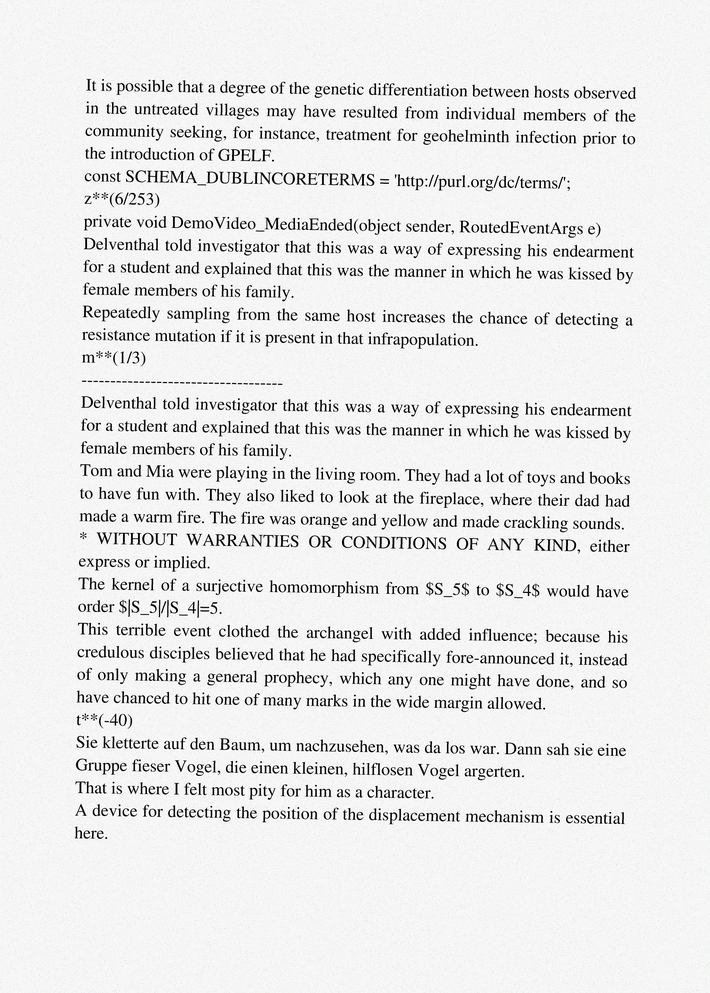 It is possible that a degree of the genetic differentiation between hosts observed
in the untreated villages may have resulted from individual members of the
community seeking, for instance, treatment for geohelminth infection prior to
the introduction of GPELF.
const SCHEMA_DUBLINCORETERMS = 'http://purl.org/dc/terms/';
z**(6/253)
private void DemoVideo_MediaEnded(object sender, RoutedEventArgs e)
Delventhal told investigator that this was a way of expressing his endearment
for a student and explained that this was the manner in which he was kissed by
female members of his family.
Repeatedly sampling from the same host increases the chance of detecting a
resistance mutation if it is present in that infrapopulation.
m**(1/3)
-----------------------------------
Delventhal told investigator that this was a way of expressing his endearment
for a student and explained that this was the manner in which he was kissed by
female members of his family.
Tom and Mia were playing in the living room. They had a lot of toys and books
to have fun with. They also liked to look at the fireplace, where their dad had
made a warm fire. The fire was orange and yellow and made crackling sounds.
* WITHOUT WARRANTIES OR CONDITIONS OF ANY KIND, either
express or implied.
The kernel of a surjective homomorphism from $S_5$ to $S_4$ would have
order $|S_5|/|S_4|=5.
This terrible event clothed the archangel with added influence; because his
credulous disciples believed that he had specifically fore-announced it, instead
of only making a general prophecy, which any one might have done, and so
have chanced to hit one of many marks in the wide margin allowed.
t**(-40)
Sie kletterte auf den Baum, um nachzusehen, was da los war. Dann sah sie eine
Gruppe fieser Vogel, die einen kleinen, hilflosen Vogel argerten.
That is where I felt most pity for him as a character.
A device for detecting the position of the displacement mechanism is essential
here.